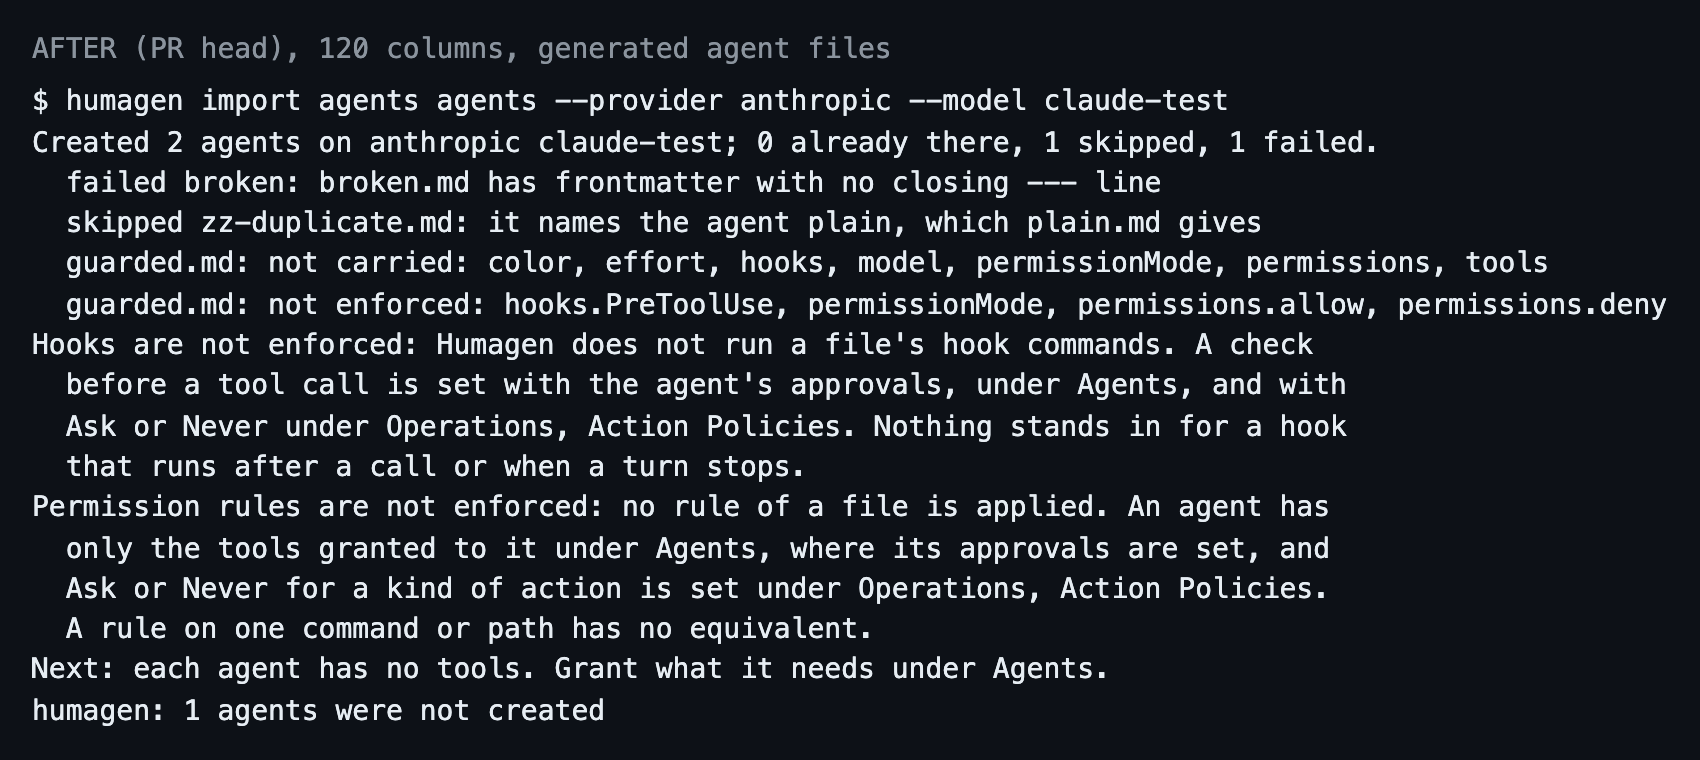 AFTER (PR head), 120 columns, generated agent files
$ humagen import agents agents --provider anthropic --model claude-test
Created 2 agents on anthropic claude-test; 0 already there, 1 skipped, 1 failed.
  failed broken: broken.md has frontmatter with no closing --- line
  skipped zz-duplicate.md: it names the agent plain, which plain.md gives
  guarded.md: not carried: color, effort, hooks, model, permissionMode, permissions, tools
  guarded.md: not enforced: hooks.PreToolUse, permissionMode, permissions.allow, permissions.deny
Hooks are not enforced: Humagen does not run a file's hook commands. A check
  before a tool call is set with the agent's approvals, under Agents, and with
  Ask or Never under Operations, Action Policies. Nothing stands in for a hook
  that runs after a call or when a turn stops.
Permission rules are not enforced: no rule of a file is applied. An agent has
  only the tools granted to it under Agents, where its approvals are set, and
  Ask or Never for a kind of action is set under Operations, Action Policies.
  A rule on one command or path has no equivalent.
Next: each agent has no tools. Grant what it needs under Agents.
humagen: 1 agents were not created